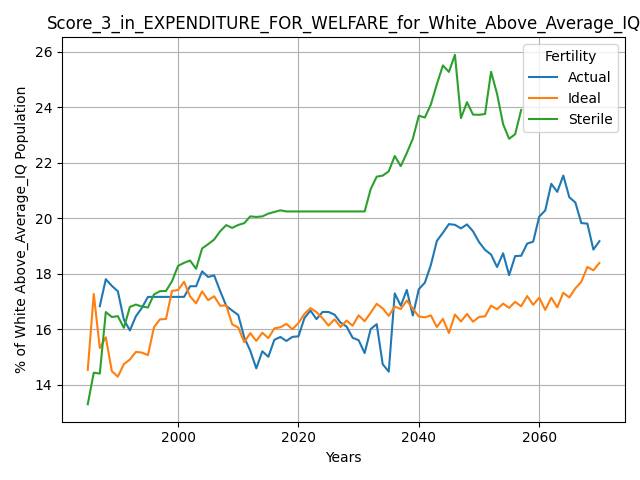 Score_3_in_EXPENDITURE_FOR_WELFARE_for_White_Above_Average_IQ
% of White Above_Average_IQ Population
26
24
22
20
18
16
14
Fertility
Actual
Ideal
Sterile
2000
2020
2040
2060
Years